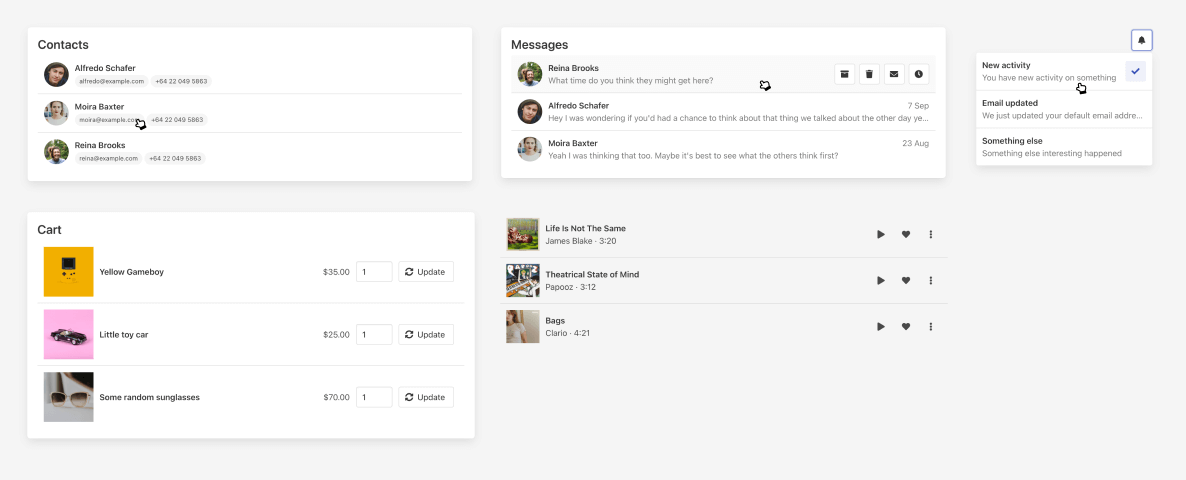 Contacts
Alfredo Schafer
alfredo@example.com +64 22 049 5863
Moira Baxter
moira@example.com +64 22 049 5863
Reina Brooks
reina@example.com +64 22 049 5863
Messages
Reina Brooks
What time do you think they might get here?
Alfredo Schafer 7 Sep
Hey I was wondering if you'd had a chance to think about that thing we talked about the other day ye...
Moira Baxter 23 Aug
Yeah I was thinking that too. Maybe it's best to see what the others think first?
New activity
You have new activity on something
Email updated
We just updated your default email addre...
Something else
Something else interesting happened
Cart
Yellow Gameboy $35.00 1 Update
Little toy car $25.00 1 Update
Some random sunglasses $70.00 1 Update
Life Is Not The Same
James Blake · 3:20
Theatrical State of Mind
Papooz · 3:12
Bags
Clario · 4:21